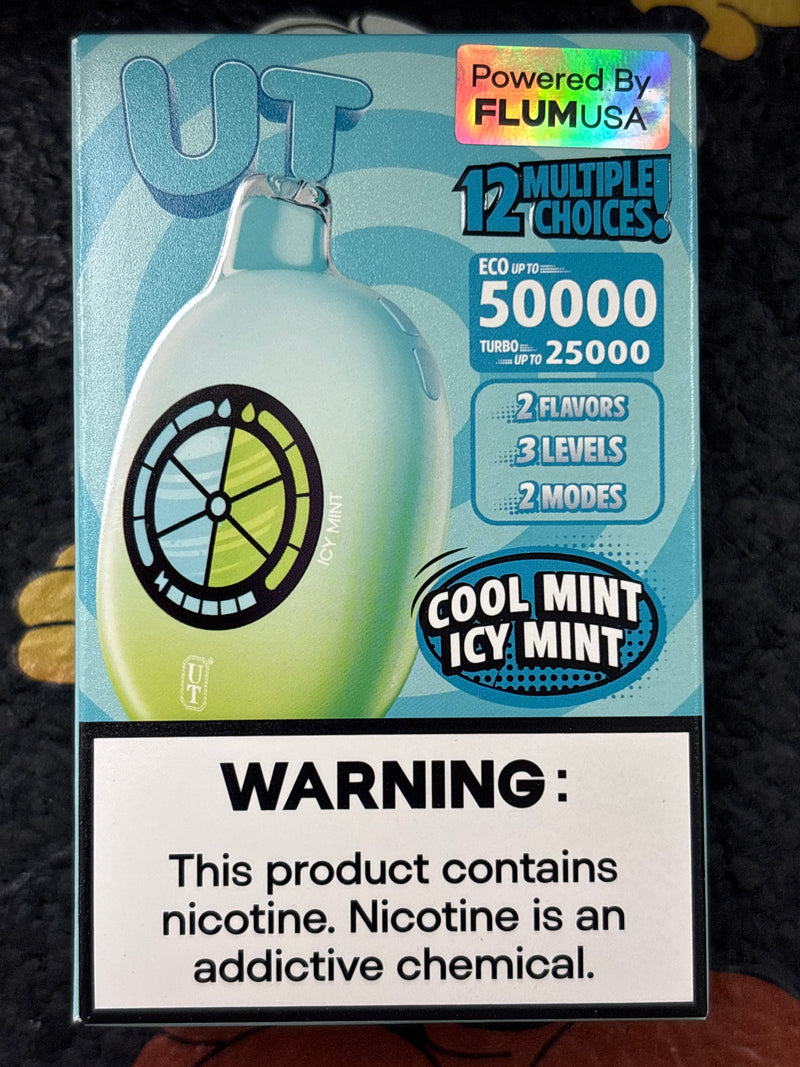 UT
Powered By
FLUMUSA
12 MULTIPLE
CHOICES!
ECO UP TO
50000
TURBO
UP TO 25000
2 FLAVORS
3 LEVELS
2 MODES
ICY MINT
COOL MINT
ICY MINT
UT
WARNING:
This product contains
nicotine. Nicotine is an
addictive chemical.